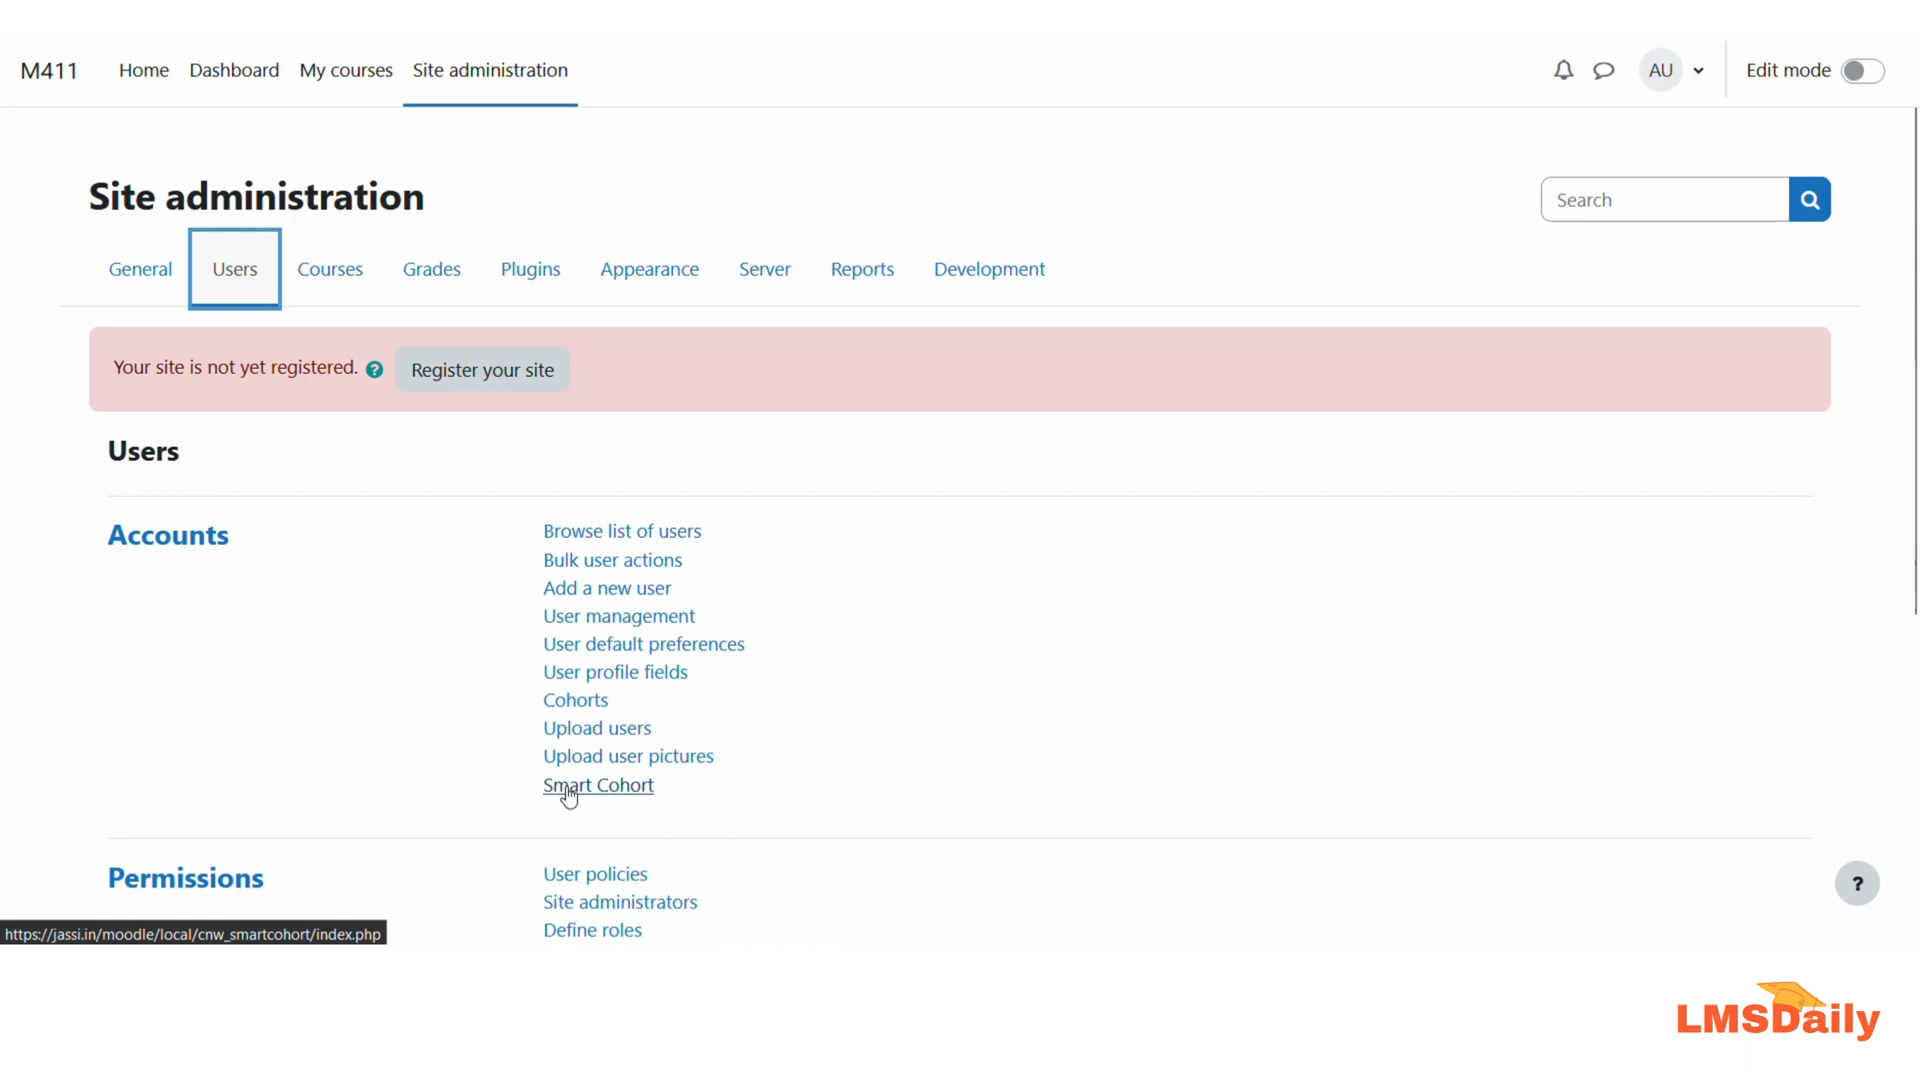 M411 Home Dashboard My courses Site administration AU Edit mode
Site administration
Search
General Users Courses Grades Plugins Appearance Server Reports Development
Your site is not yet registered. ? Register your site
Users
Accounts
Browse list of users
Bulk user actions
Add a new user
User management
User default preferences
User profile fields
Cohorts
Upload users
Upload user pictures
Smart Cohort
Permissions
User policies
Site administrators
Define roles
?
https://jassi.in/moodle/local/cnw_smartcohort/index.php
LMSDaily